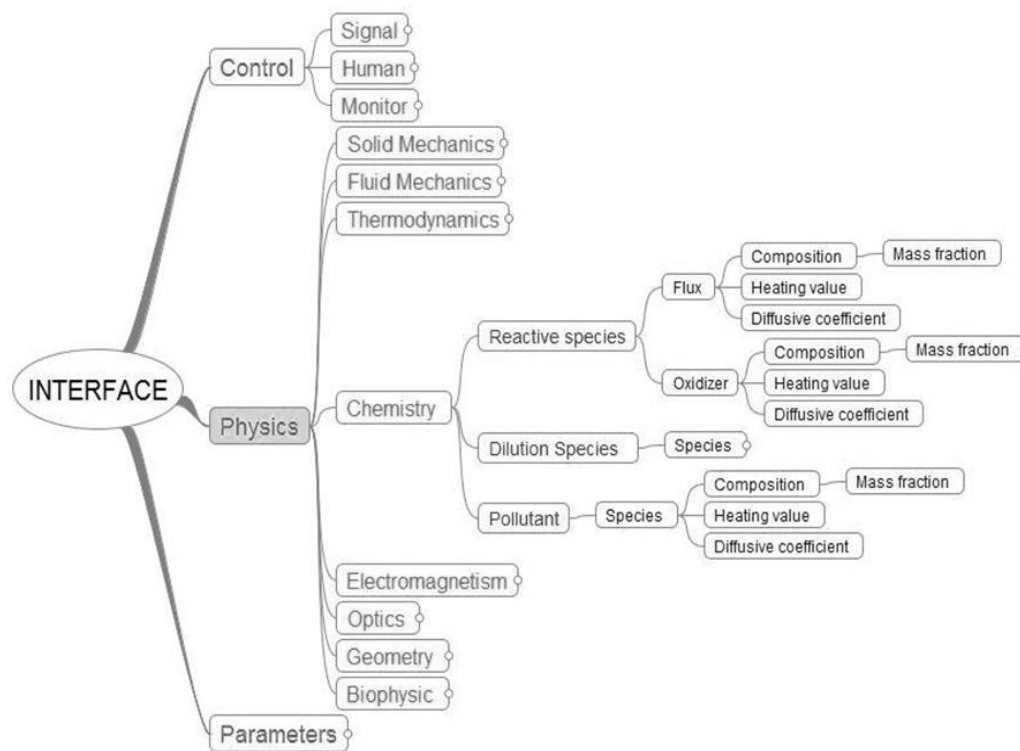 Signal
Control
Human
Monitor
Solid Mechanics
Fluid Mechanics
Thermodynamics
Composition
Mass fraction
Flux
Heating value
Diffusive coefficient
Reactive species
Composition
Mass fraction
Oxidizer
Heating value
Diffusive coefficient
INTERFACE
Physics
Chemistry
Dilution Species
Species
Composition
Mass fraction
Pollutant
Species
Heating value
Diffusive coefficient
Electromagnetism
Optics
Geometry
Biophysic
Parameters